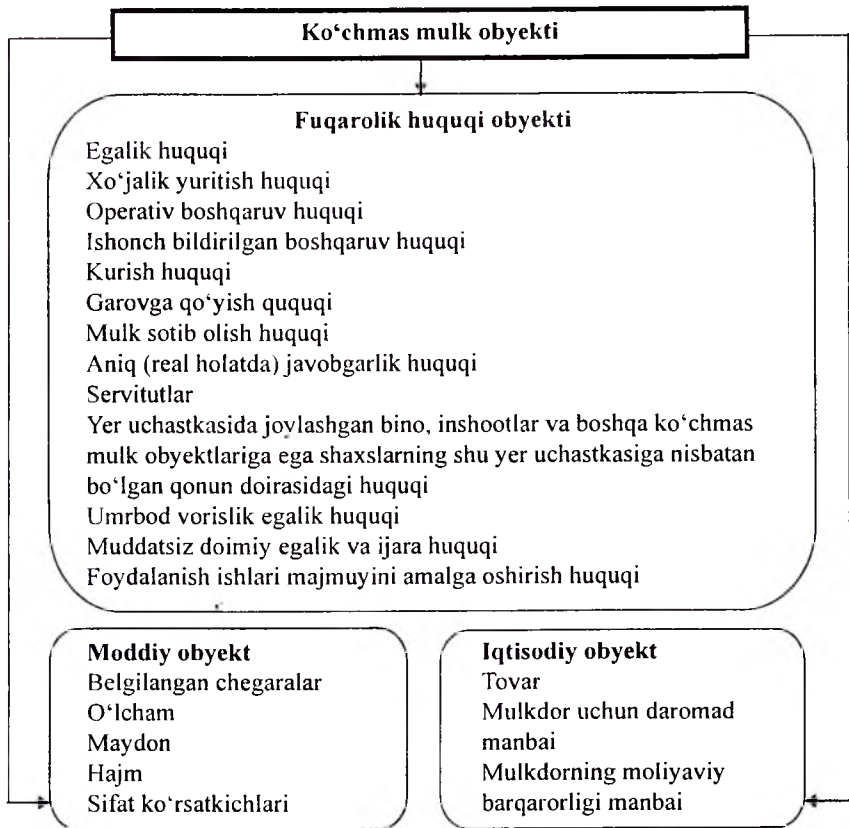 Ko‘chmas mulk obyekti
Fuqarolik huquqi obyekti
Egalik huquqi
Xo‘jalik yuritish huquqi
Operativ boshqaruv huquqi
Ishonch bildirilgan boshqaruv huquqi
Kurish huquqi
Garovga qo‘yish ququqi
Mulk sotib olish huquqi
Aniq (real holatda) javobgarlik huquqi
Servitutlar
Yer uchastkasida joylashgan bino, inshootlar va boshqa ko‘chmas
mulk obyektlariga ega shaxslarning shu yer uchastkasiga nisbatan
bo‘lgan qonun doirasidagi huquqi
Umrbod vorislik egalik huquqi
Muddatsiz doimiy egalik va ijara huquqi
Foydalanish ishlari majmuyini amalga oshirish huquqi
Moddiy obyekt
Belgilangan chegaralar
O‘lcham
Maydon
Hajm
Sifat ko‘rsatkichlari
Iqtisodiy obyekt
Tovar
Mulkdor uchun daromad
manbai
Mulkdorning moliyaviy
barqarorligi manbai